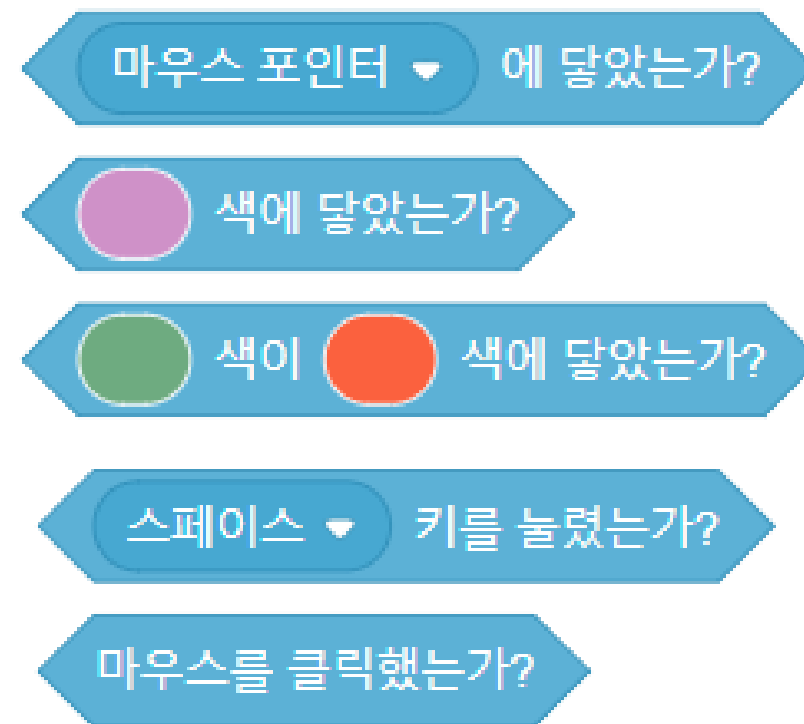 마우스 포인터 에 닿았는가?
색에 닿았는가?
색이 색에 닿았는가?
스페이스 키를 눌렀는가?
마우스를 클릭했는가?